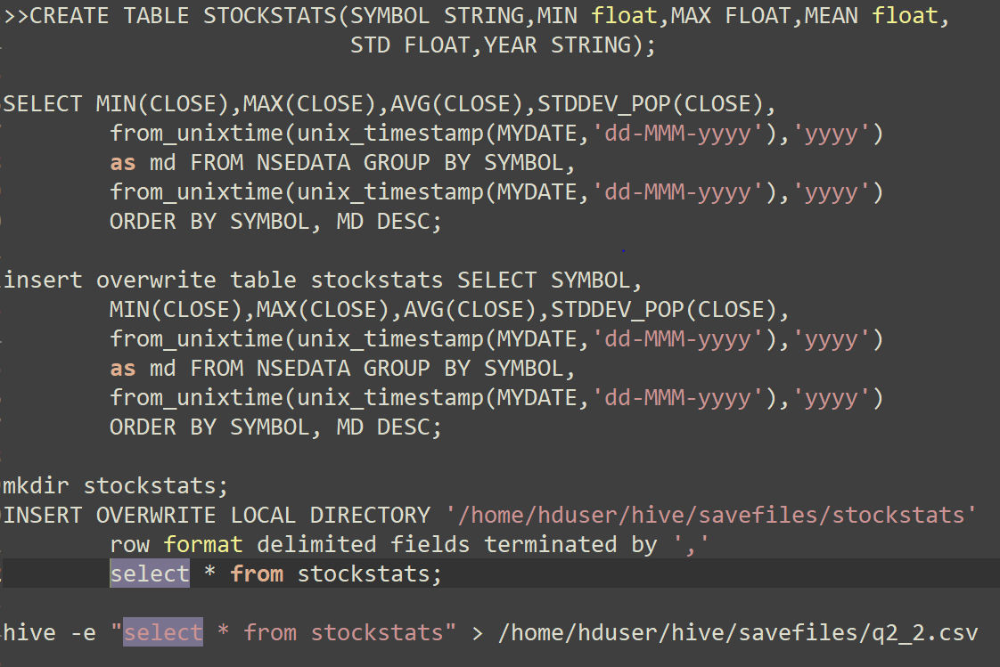 >>CREATE TABLE STOCKSTATS(SYMBOL STRING,MIN float,MAX FLOAT,MEAN float,
STD FLOAT,YEAR STRING);
SELECT MIN(CLOSE),MAX(CLOSE),AVG(CLOSE),STDDEV_POP(CLOSE),
from_unixtime(unix_timestamp(MYDATE,'dd-MMM-yyyy'),'yyyy')
as md FROM NSEDATA GROUP BY SYMBOL,
from_unixtime(unix_timestamp(MYDATE,'dd-MMM-yyyy'),'yyyy')
ORDER BY SYMBOL, MD DESC;
insert overwrite table stockstats SELECT SYMBOL,
MIN(CLOSE),MAX(CLOSE),AVG(CLOSE),STDDEV_POP(CLOSE),
from_unixtime(unix_timestamp(MYDATE,'dd-MMM-yyyy'),'yyyy')
as md FROM NSEDATA GROUP BY SYMBOL,
from_unixtime(unix_timestamp(MYDATE,'dd-MMM-yyyy'),'yyyy')
ORDER BY SYMBOL, MD DESC;
mkdir stockstats;
INSERT OVERWRITE LOCAL DIRECTORY '/home/hduser/hive/savefiles/stockstats'
row format delimited fields terminated by ','
select * from stockstats;
hive -e "select * from stockstats" > /home/hduser/hive/savefiles/q2_2.csv